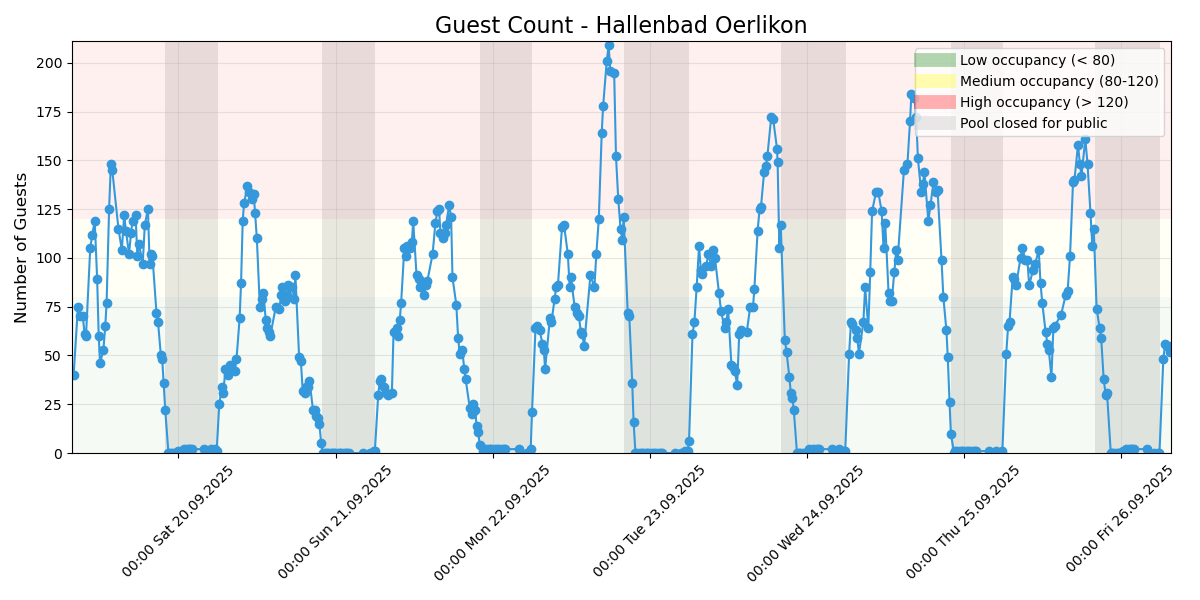 Guest Count - Hallenbad Oerlikon
Number of Guests
200
175
150
125
100
75
50
25
0
Low occupancy (< 80)
Medium occupancy (80-120)
High occupancy (> 120)
Pool closed for public
00:00 Sat 20.09.2025
00:00 Sun 21.09.2025
00:00 Mon 22.09.2025
00:00 Tue 23.09.2025
00:00 Wed 24.09.2025
00:00 Thu 25.09.2025
00:00 Fri 26.09.2025